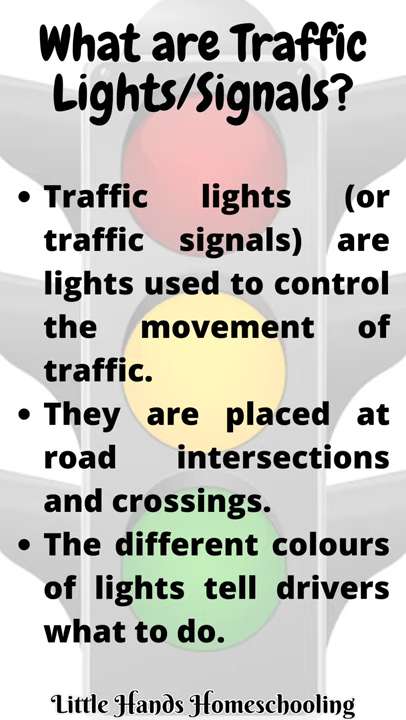 What are Traffic
Lights/Signals?
• Traffic lights (or
traffic signals) are
lights used to control
the movement of
traffic.
• They are placed at
road intersections
and crossings.
• The different colours
of lights tell drivers
what to do.
Little Hands Homeschooling